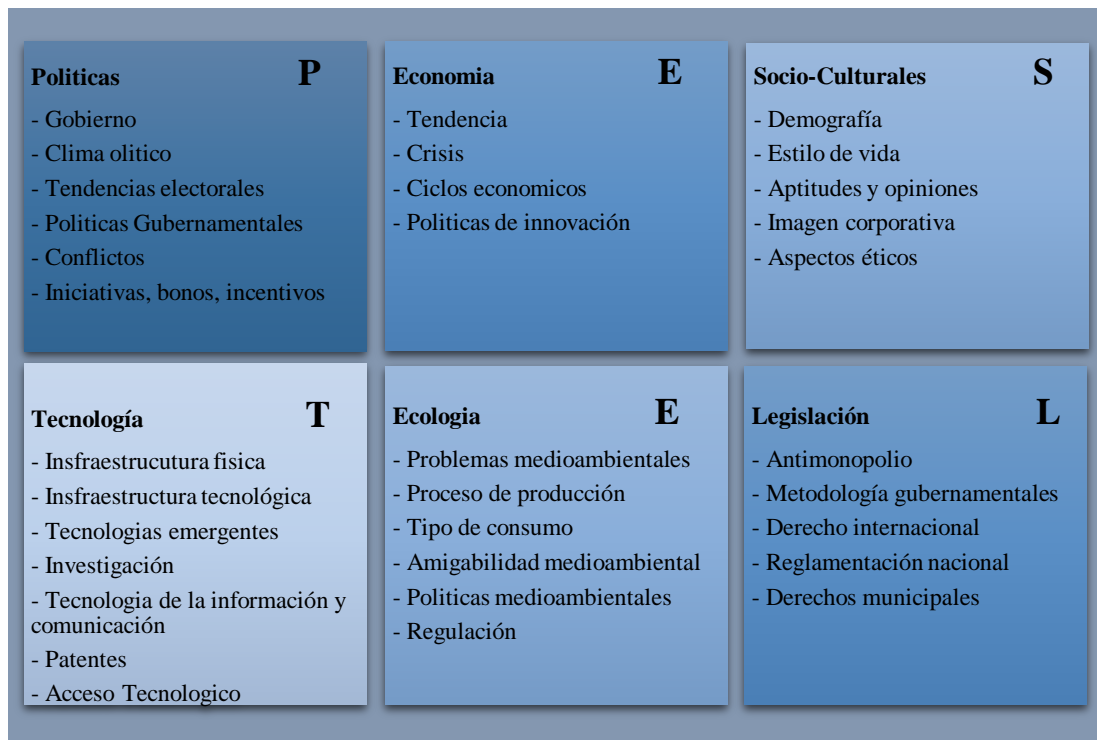 Politicas P
- Gobierno
- Clima olitico
- Tendencias electorales
- Politicas Gubernamentales
- Conflictos
- Iniciativas, bonos, incentivos
Economia E
- Tendencia
- Crisis
- Ciclos economicos
- Politicas de innovación
Socio-Culturales S
- Demografía
- Estilo de vida
- Aptitudes y opiniones
- Imagen corporativa
- Aspectos éticos
Tecnología T
- Insfraestrucutura fisica
- Insfraestructura tecnológica
- Tecnologias emergentes
- Investigación
- Tecnologia de la información y
comunicación
- Patentes
- Acceso Tecnologico
Ecologia E
- Problemas medioambientales
- Proceso de producción
- Tipo de consumo
- Amigabilidad medioambiental
- Politicas medioambientales
- Regulación
Legislación L
- Antimonopolio
- Metodología gubernamentales
- Derecho internacional
- Reglamentación nacional
- Derechos municipales